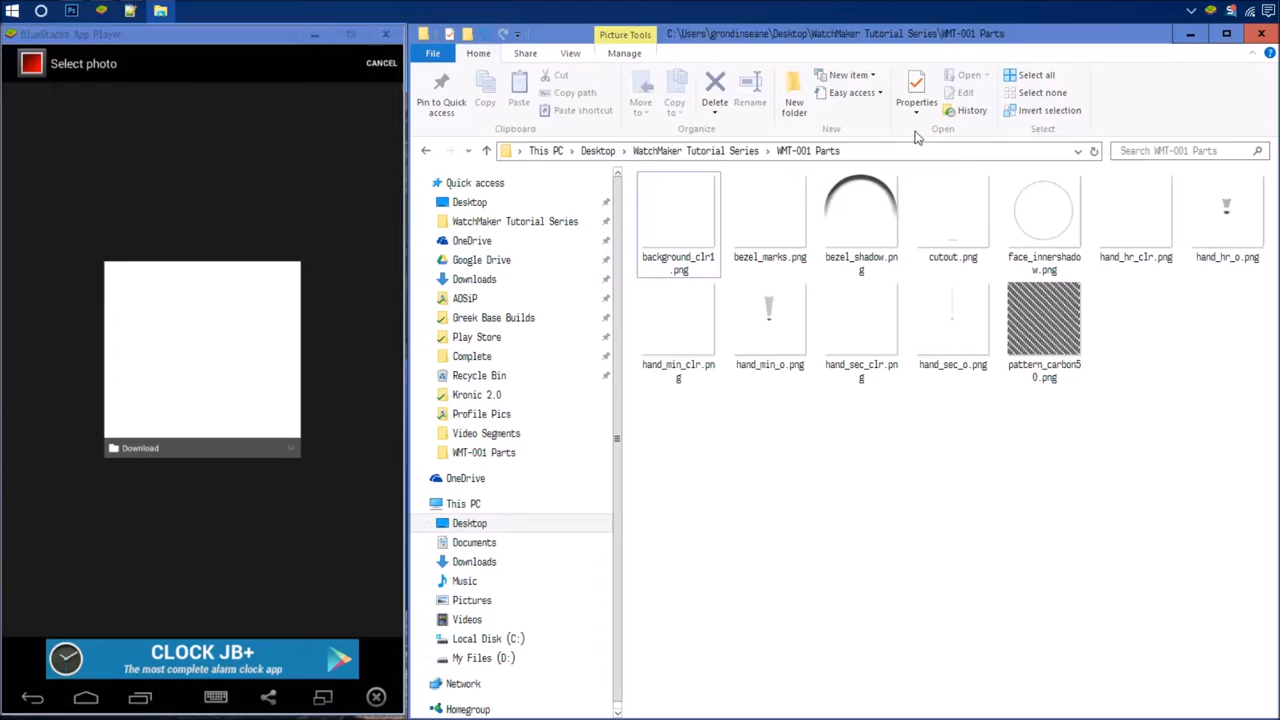 BlueStacks App Player
Select photo
CANCEL
Download
CLOCK JB+
The most complete alarm clock app
Picture Tools
C:\Users\grondinseane\Desktop\WatchMaker Tutorial Series\WMT-001 Parts
File
Home
Share
View
Manage
Pin to Quick
access
Copy
Paste
Cut
Copy path
Paste shortcut
Clipboard
Move
to
Copy
to
Delete
Rename
Organize
New
folder
New item
Easy access
New
Properties
Open
Edit
History
Open
Select all
Select none
Invert selection
Select
This PC
Desktop
WatchMaker Tutorial Series
WMT-001 Parts
Search WMT-001 Parts
Quick access
Desktop
WatchMaker Tutorial Series
OneDrive
Google Drive
Downloads
AOSiP
Greek Base Builds
Play Store
Complete
Recycle Bin
Kronic 2.0
Profile Pics
Video Segments
WMT-001 Parts
OneDrive
This PC
Desktop
Documents
Downloads
Music
Pictures
Videos
Local Disk (C:)
My Files (D:)
Network
Homegroup
background_clr1
.png
bezel_marks.png
bezel_shadow.pn
g
cutout.png
face_innershado
w.png
hand_hr_clr.png
hand_hr_o.png
hand_min_clr.pn
g
hand_min_o.png
hand_sec_clr.pn
g
hand_sec_o.png
pattern_carbon5
0.png